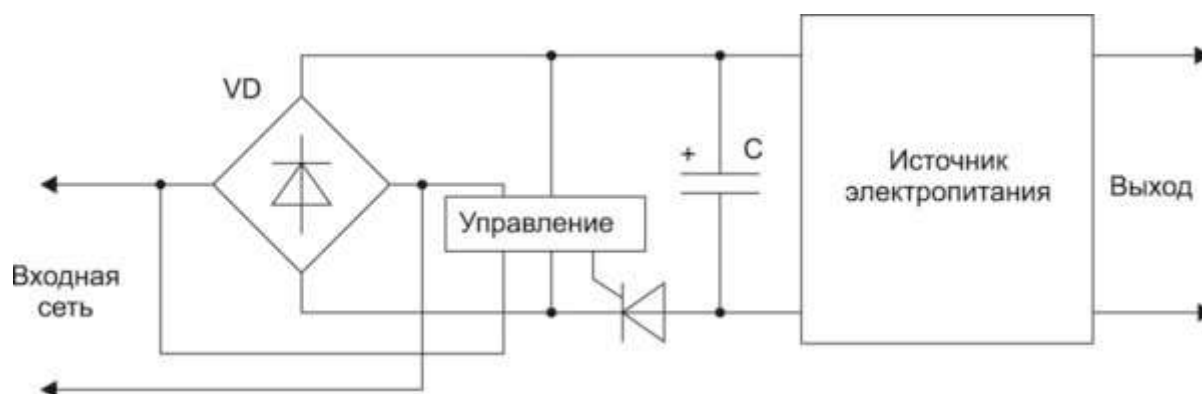 VD
+ C
Источник
электропитания
Выход
Управление
Входная
сеть